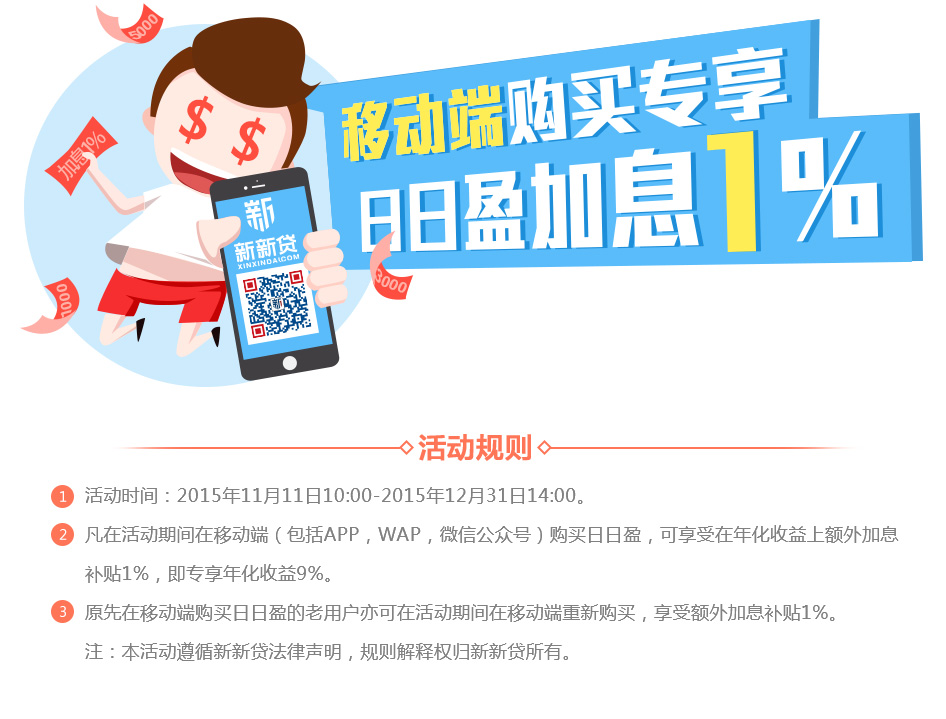 5000
移动端购买专享
加息1%
日日盈加息1%
新
新新贷
XINXINDAI.COM
3000
1000
新
活动规则
1 活动时间：2015年11月11日10:00-2015年12月31日14:00。
2 凡在活动期间在移动端（包括APP，WAP，微信公众号）购买日日盈，可享受在年化收益上额外加息
补贴1%，即专享年化收益9%。
3 原先在移动端购买日日盈的老用户亦可在活动期间在移动端重新购买，享受额外加息补贴1%。
注：本活动遵循新新贷法律声明，规则解释权归新新贷所有。